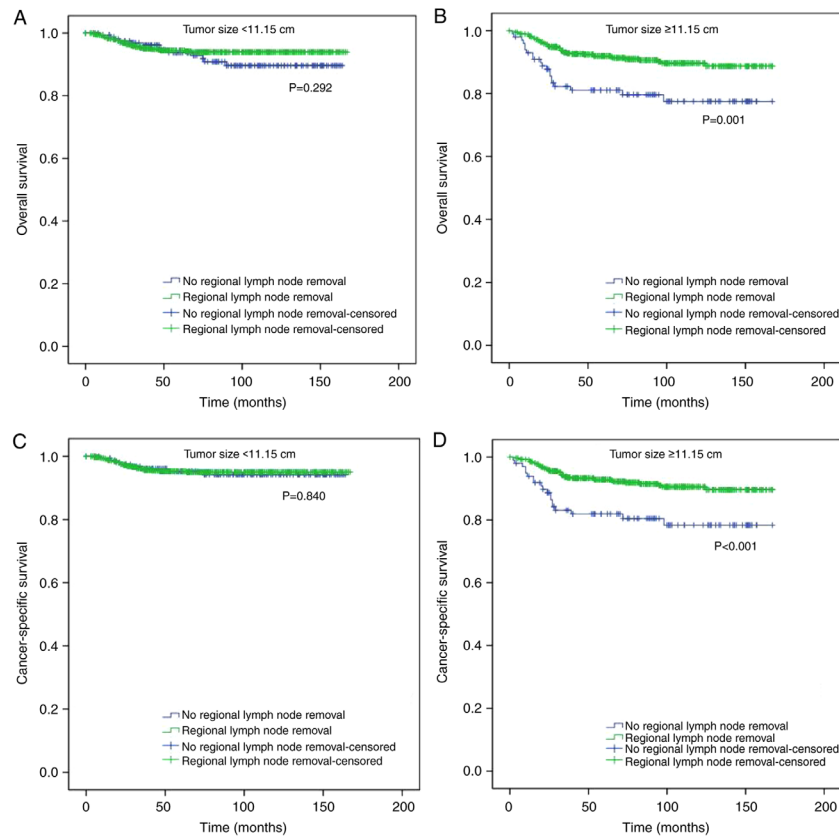 A
Tumor size <11.15 cm
1.0
0.8
0.6
0.4
0.2
0.0
Overall survival
P=0.292
No regional lymph node removal
Regional lymph node removal
No regional lymph node removal-censored
Regional lymph node removal-censored
0 50 100 150 200
Time (months)
B
Tumor size ≥11.15 cm
1.0
0.8
0.6
0.4
0.2
0.0
Overall survival
P=0.001
No regional lymph node removal
Regional lymph node removal
No regional lymph node removal-censored
Regional lymph node removal-censored
0 50 100 150 200
Time (months)
C
Tumor size <11.15 cm
1.0
0.8
0.6
0.4
0.2
0.0
Cancer-specific survival
P=0.840
No regional lymph node removal
Regional lymph node removal
No regional lymph node removal-censored
Regional lymph node removal-censored
0 50 100 150 200
Time (months)
D
Tumor size ≥11.15 cm
1.0
0.8
0.6
0.4
0.2
0.0
Cancer-specific survival
P<0.001
No regional lymph node removal
Regional lymph node removal
No regional lymph node removal-censored
Regional lymph node removal-censored
0 50 100 150 200
Time (months)